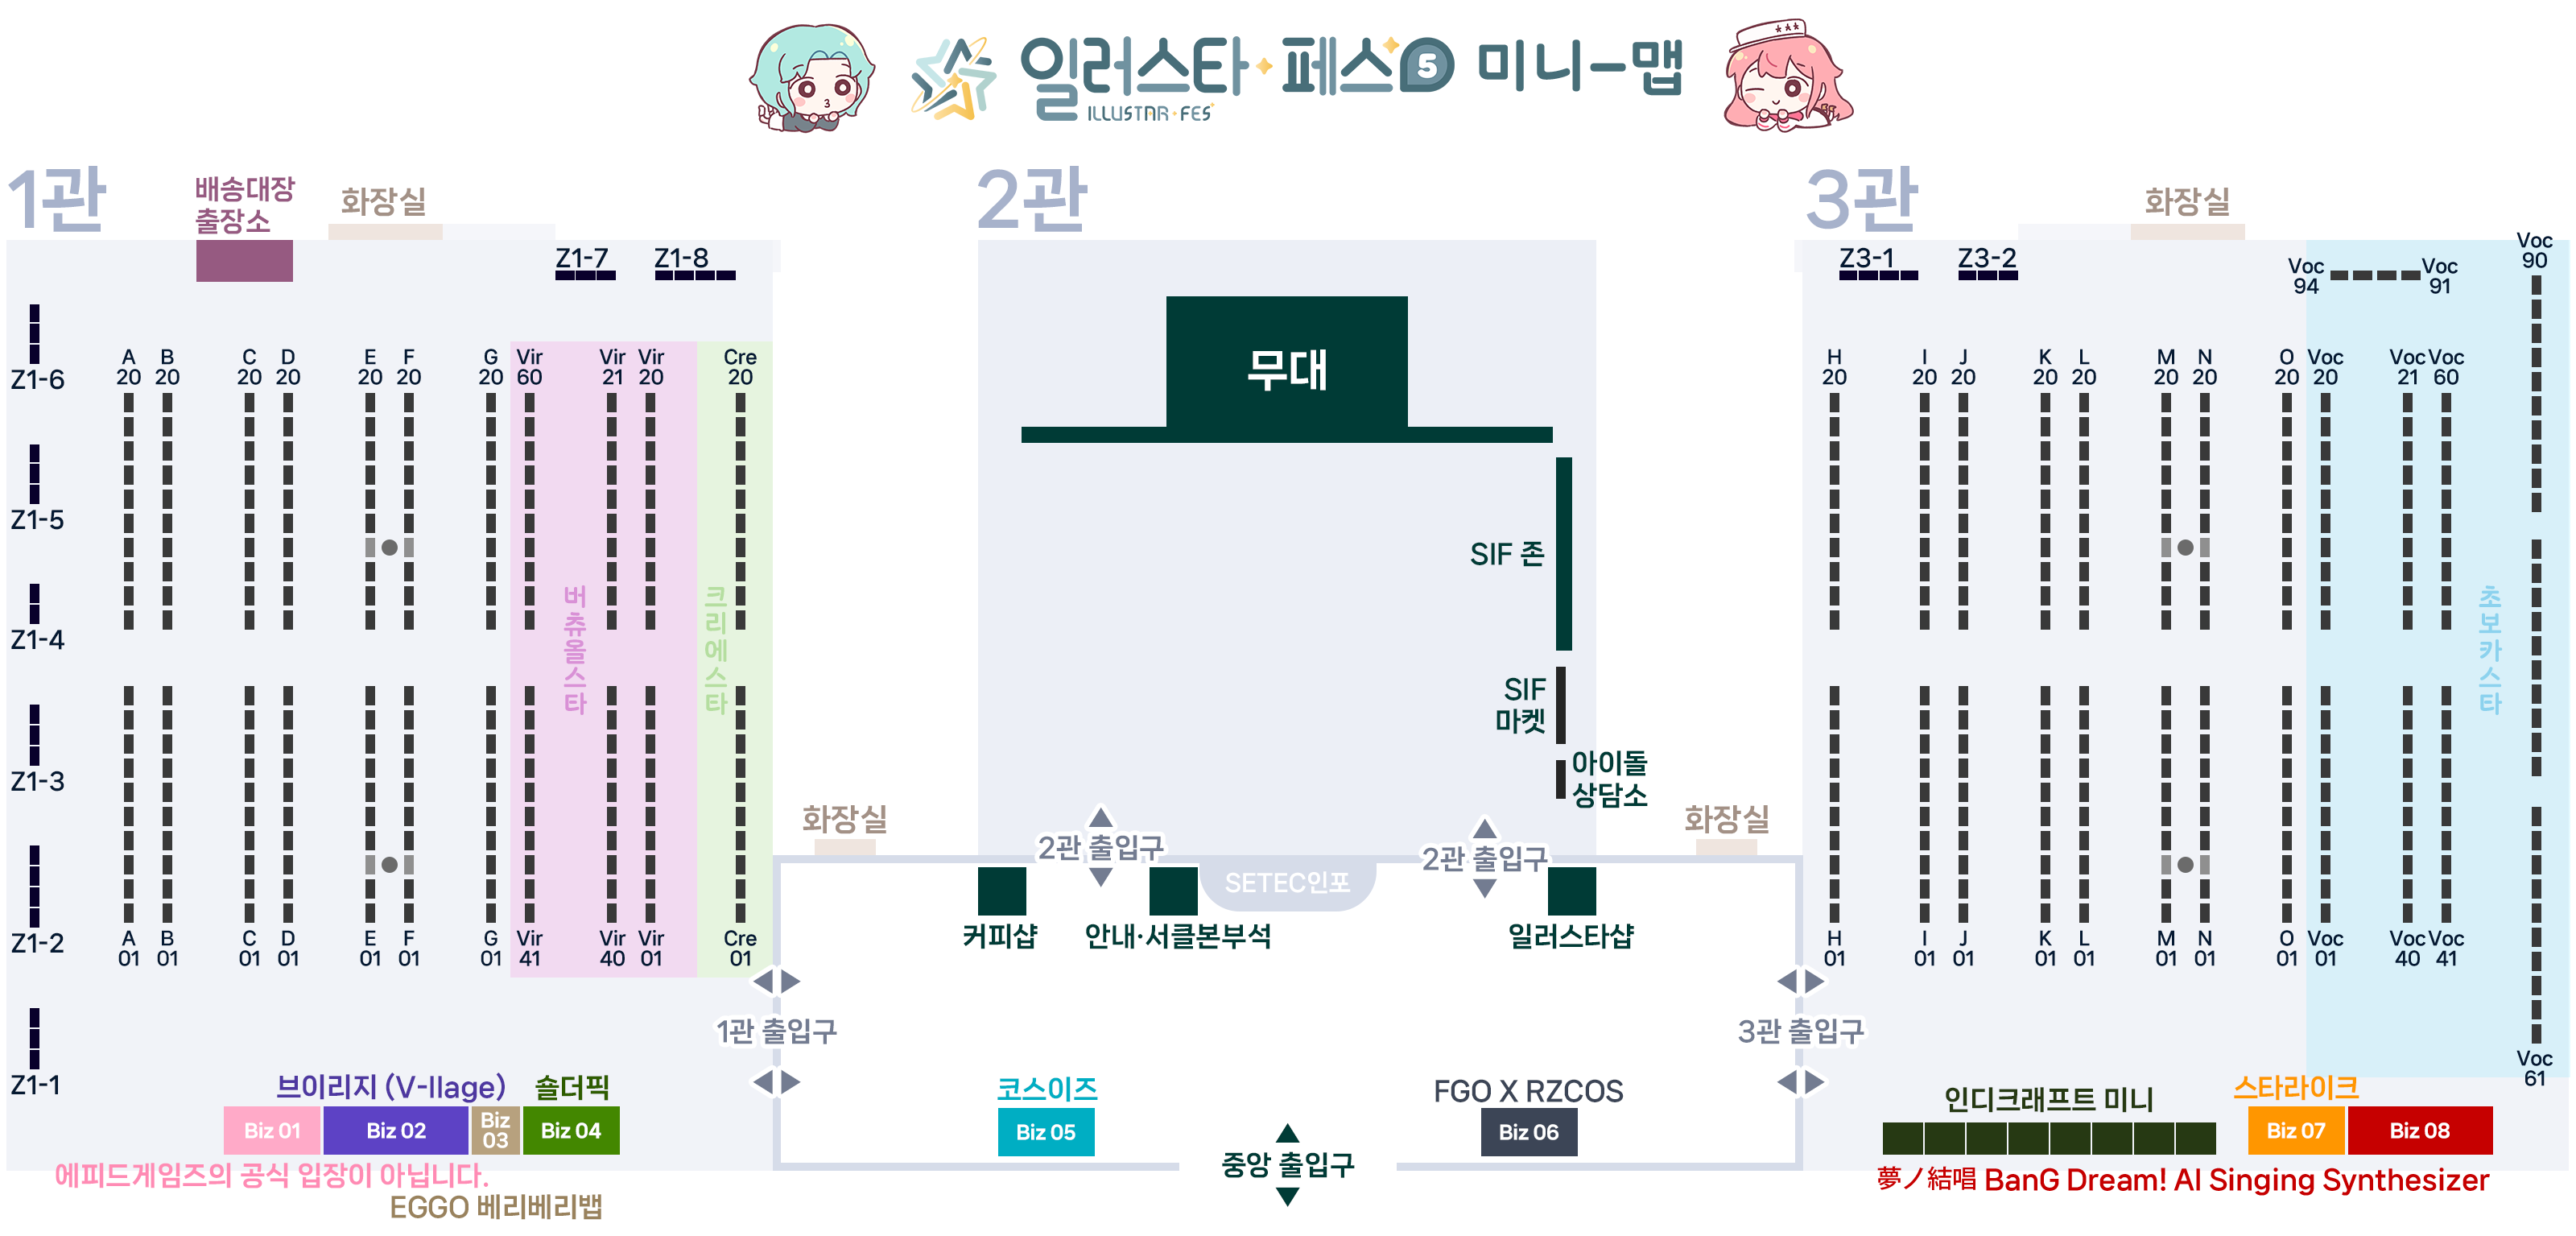 일러스타·페스 5 미니-맵
ILLUSTAR·FES
1관
2관
3관
배송대장
출장소
화장실
화장실
Z1-7
Z1-8
Z3-1
Z3-2
Voc
94
Voc
91
Voc
90
Z1-6
Z1-5
Z1-4
Z1-3
Z1-2
Z1-1
A B C D E F G Vir Vir Vir Cre
20 20 20 20 20 20 20 60 21 20 20
버츄얼스타
크리에스타
A B C D E F G Vir Vir Vir Cre
01 01 01 01 01 01 01 41 40 01 01
무대
SIF 존
SIF
마켓
아이돌
상담소
화장실
화장실
2관 출입구
2관 출입구
SETEC인포
커피샵
안내·서클본부석
일러스타샵
1관 출입구
3관 출입구
H I J K L M N O Voc Voc Voc
20 20 20 20 20 20 20 20 20 21 60
초보카스타
H I J K L M N O Voc Voc Voc
01 01 01 01 01 01 01 01 01 40 41
Voc
61
브이리지 (V-llage)
숄더픽
Biz 01
Biz 02
Biz
03
Biz 04
에피드게임즈의 공식 입장이 아닙니다.
EGGO 베리베리뱁
코스이즈
Biz 05
중앙 출입구
FGO X RZCOS
Biz 06
인디크래프트 미니
스타라이크
Biz 07
Biz 08
夢ノ結唱 BanG Dream! AI Singing Synthesizer